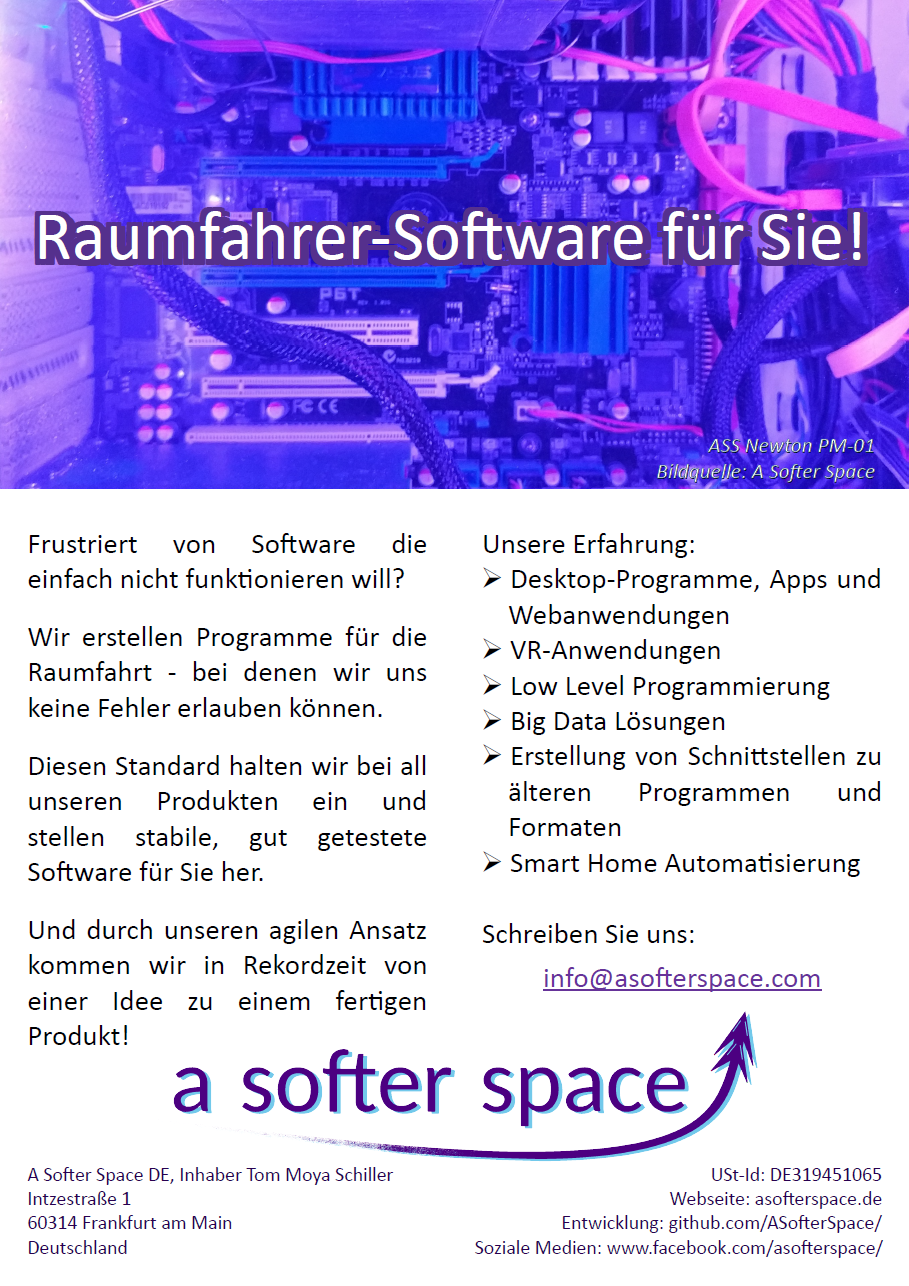 Raumfahrer-Software für Sie!
P6T
FC CE
ASS Newton PM-01
Bildquelle: A Softer Space
Frustriert von Software die
einfach nicht funktionieren will?
Wir erstellen Programme für die
Raumfahrt - bei denen wir uns
keine Fehler erlauben können.
Diesen Standard halten wir bei all
unseren Produkten ein und
stellen stabile, gut getestete
Software für Sie her.
Und durch unseren agilen Ansatz
kommen wir in Rekordzeit von
einer Idee zu einem fertigen
Produkt!
Unsere Erfahrung:
➢ Desktop-Programme, Apps und
Webanwendungen
➢ VR-Anwendungen
➢ Low Level Programmierung
➢ Big Data Lösungen
➢ Erstellung von Schnittstellen zu
älteren Programmen und
Formaten
➢ Smart Home Automatisierung
Schreiben Sie uns:
info@asofterspace.com
a softer space
A Softer Space DE, Inhaber Tom Moya Schiller
Intzestraße 1
60314 Frankfurt am Main
Deutschland
USt-Id: DE319451065
Webseite: asofterspace.de
Entwicklung: github.com/ASofterSpace/
Soziale Medien: www.facebook.com/asofterspace/